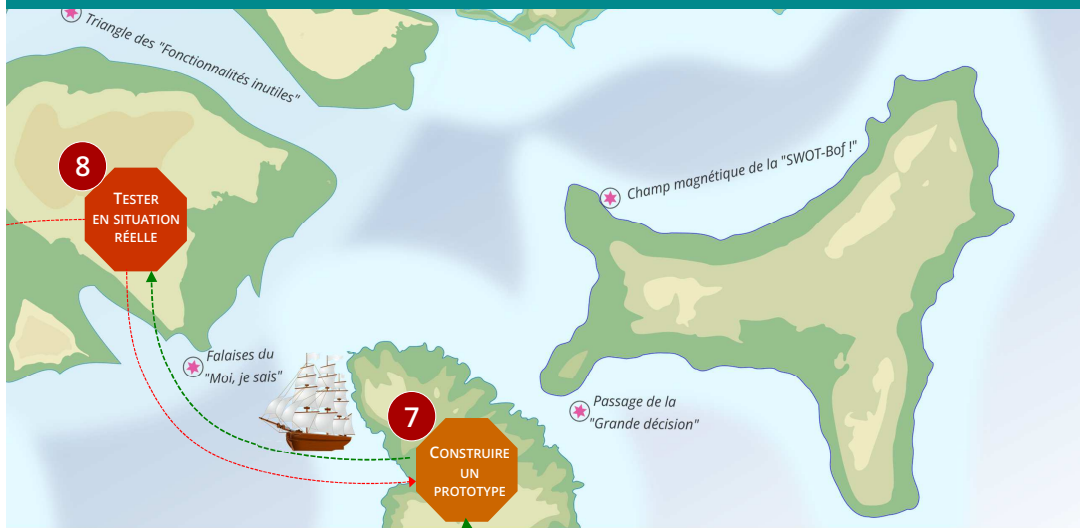 Triangle des "Fonctionnalités inutiles"
Champ magnétique de la "SWOT-Bof !"
8
TESTER
EN SITUATION
RÉELLE
Falaises du
"Moi, je sais"
7
Passage de la
"Grande décision"
CONSTRUIRE
UN
PROTOTYPE